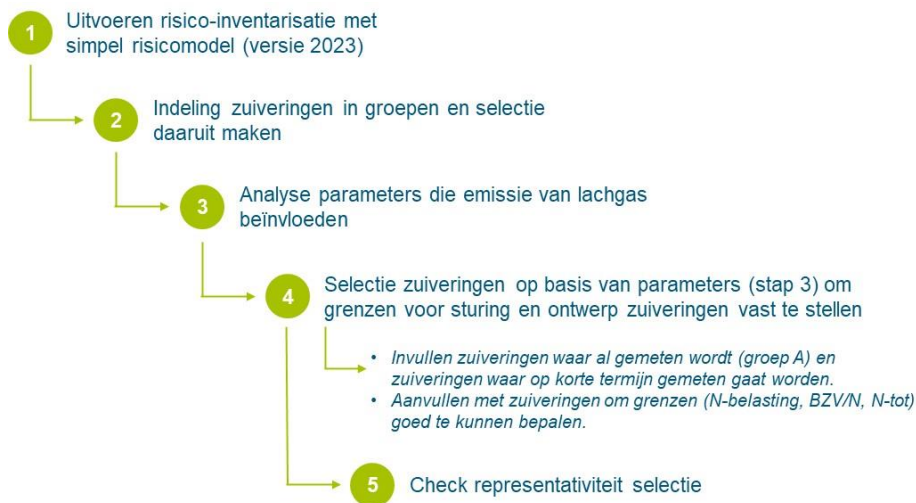 1
Uitvoeren risico-inventarisatie met
simpel risicomodel (versie 2023)
2
Indeling zuiveringen in groepen en selectie
daaruit maken
3
Analyse parameters die emissie van lachgas
beïnvloeden
4
Selectie zuiveringen op basis van parameters (stap 3) om
grenzen voor sturing en ontwerp zuiveringen vast te stellen
• Invullen zuiveringen waar al gemeten wordt (groep A) en
zuiveringen waar op korte termijn gemeten gaat worden.
• Aanvullen met zuiveringen om grenzen (N-belasting, BZV/N, N-tot)
goed te kunnen bepalen.
5
Check representativiteit selectie